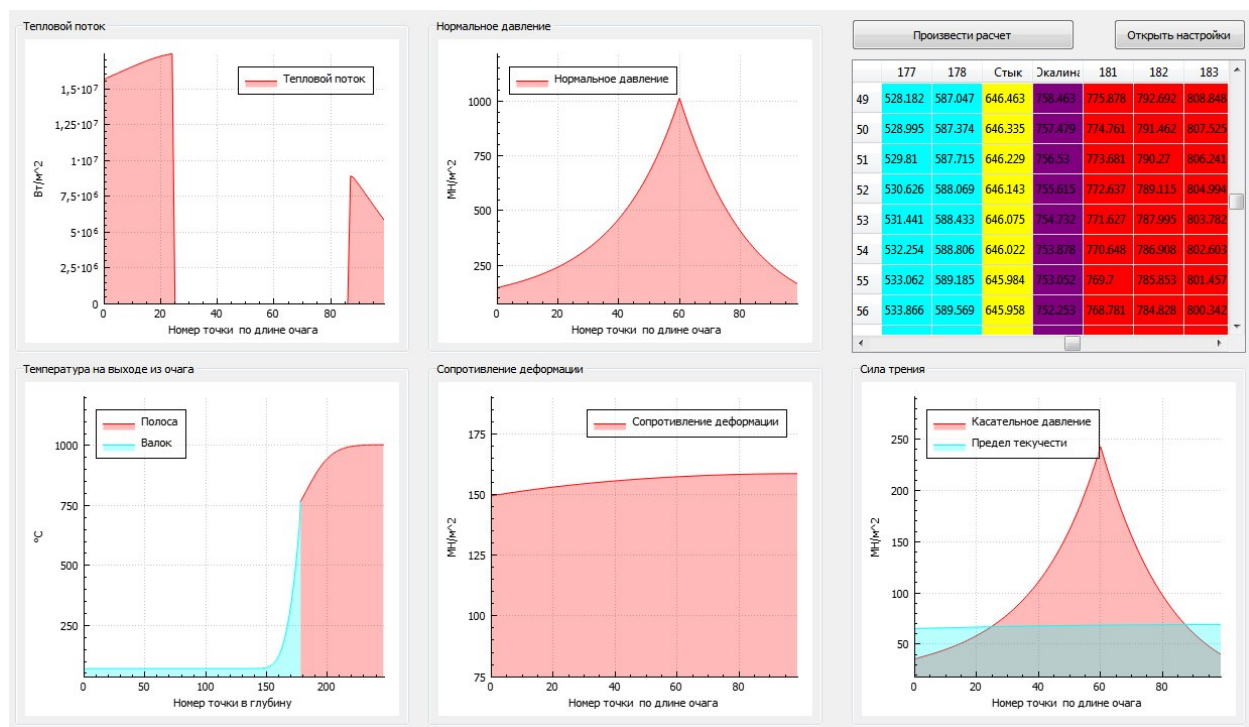 Тепловой поток
Тепловой поток
1,5·10^7
1,25·10^7
1·10^7
7,5·10^6
5·10^6
2,5·10^6
0
Вт/м^2
0 20 40 60 80
Номер точки по длине очага
Нормальное давление
Нормальное давление
1000
750
500
250
МН/м^2
0 20 40 60 80
Номер точки по длине очага
Произвести расчет Открыть настройки
177 178 Стык Окалина 181 182 183
49 528.182 587.047 646.463 758.463 775.878 792.692 808.848
50 528.995 587.374 646.335 757.479 774.761 791.462 807.525
51 529.81 587.715 646.229 756.53 773.681 790.27 806.241
52 530.626 588.069 646.143 755.615 772.637 789.115 804.994
53 531.441 588.433 646.075 754.732 771.627 787.995 803.782
54 532.254 588.806 646.022 753.878 770.648 786.908 802.603
55 533.062 589.185 645.984 753.052 769.7 785.853 801.457
56 533.866 589.569 645.958 752.253 768.781 784.828 800.342
Температура на выходе из очага
Полоса
Валок
1000
750
500
250
°C
0 50 100 150 200
Номер точки в глубину
Сопротивление деформации
Сопротивление деформации
175
150
125
100
75
МН/м^2
0 20 40 60 80
Номер точки по длине очага
Сила трения
Касательное давление
Предел текучести
250
200
150
100
50
МН/м^2
0 20 40 60 80
Номер точки по длине очага